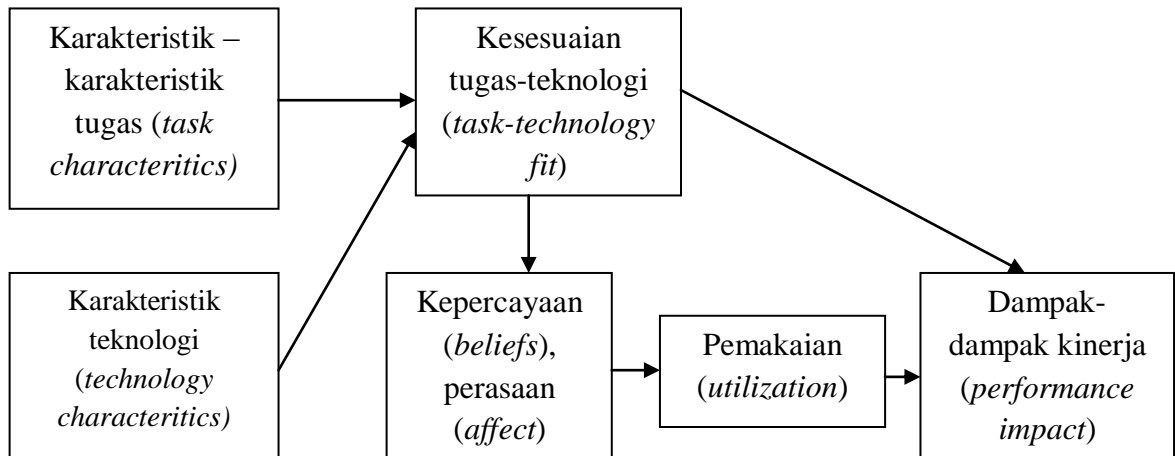 Karakteristik –
karakteristik
tugas (task
characteritics)
Kesesuaian
tugas-teknologi
(task-technology
fit)
Karakteristik
teknologi
(technology
characteritics)
Kepercayaan
(beliefs),
perasaan
(affect)
Pemakaian
(utilization)
Dampak-
dampak kinerja
(performance
impact)